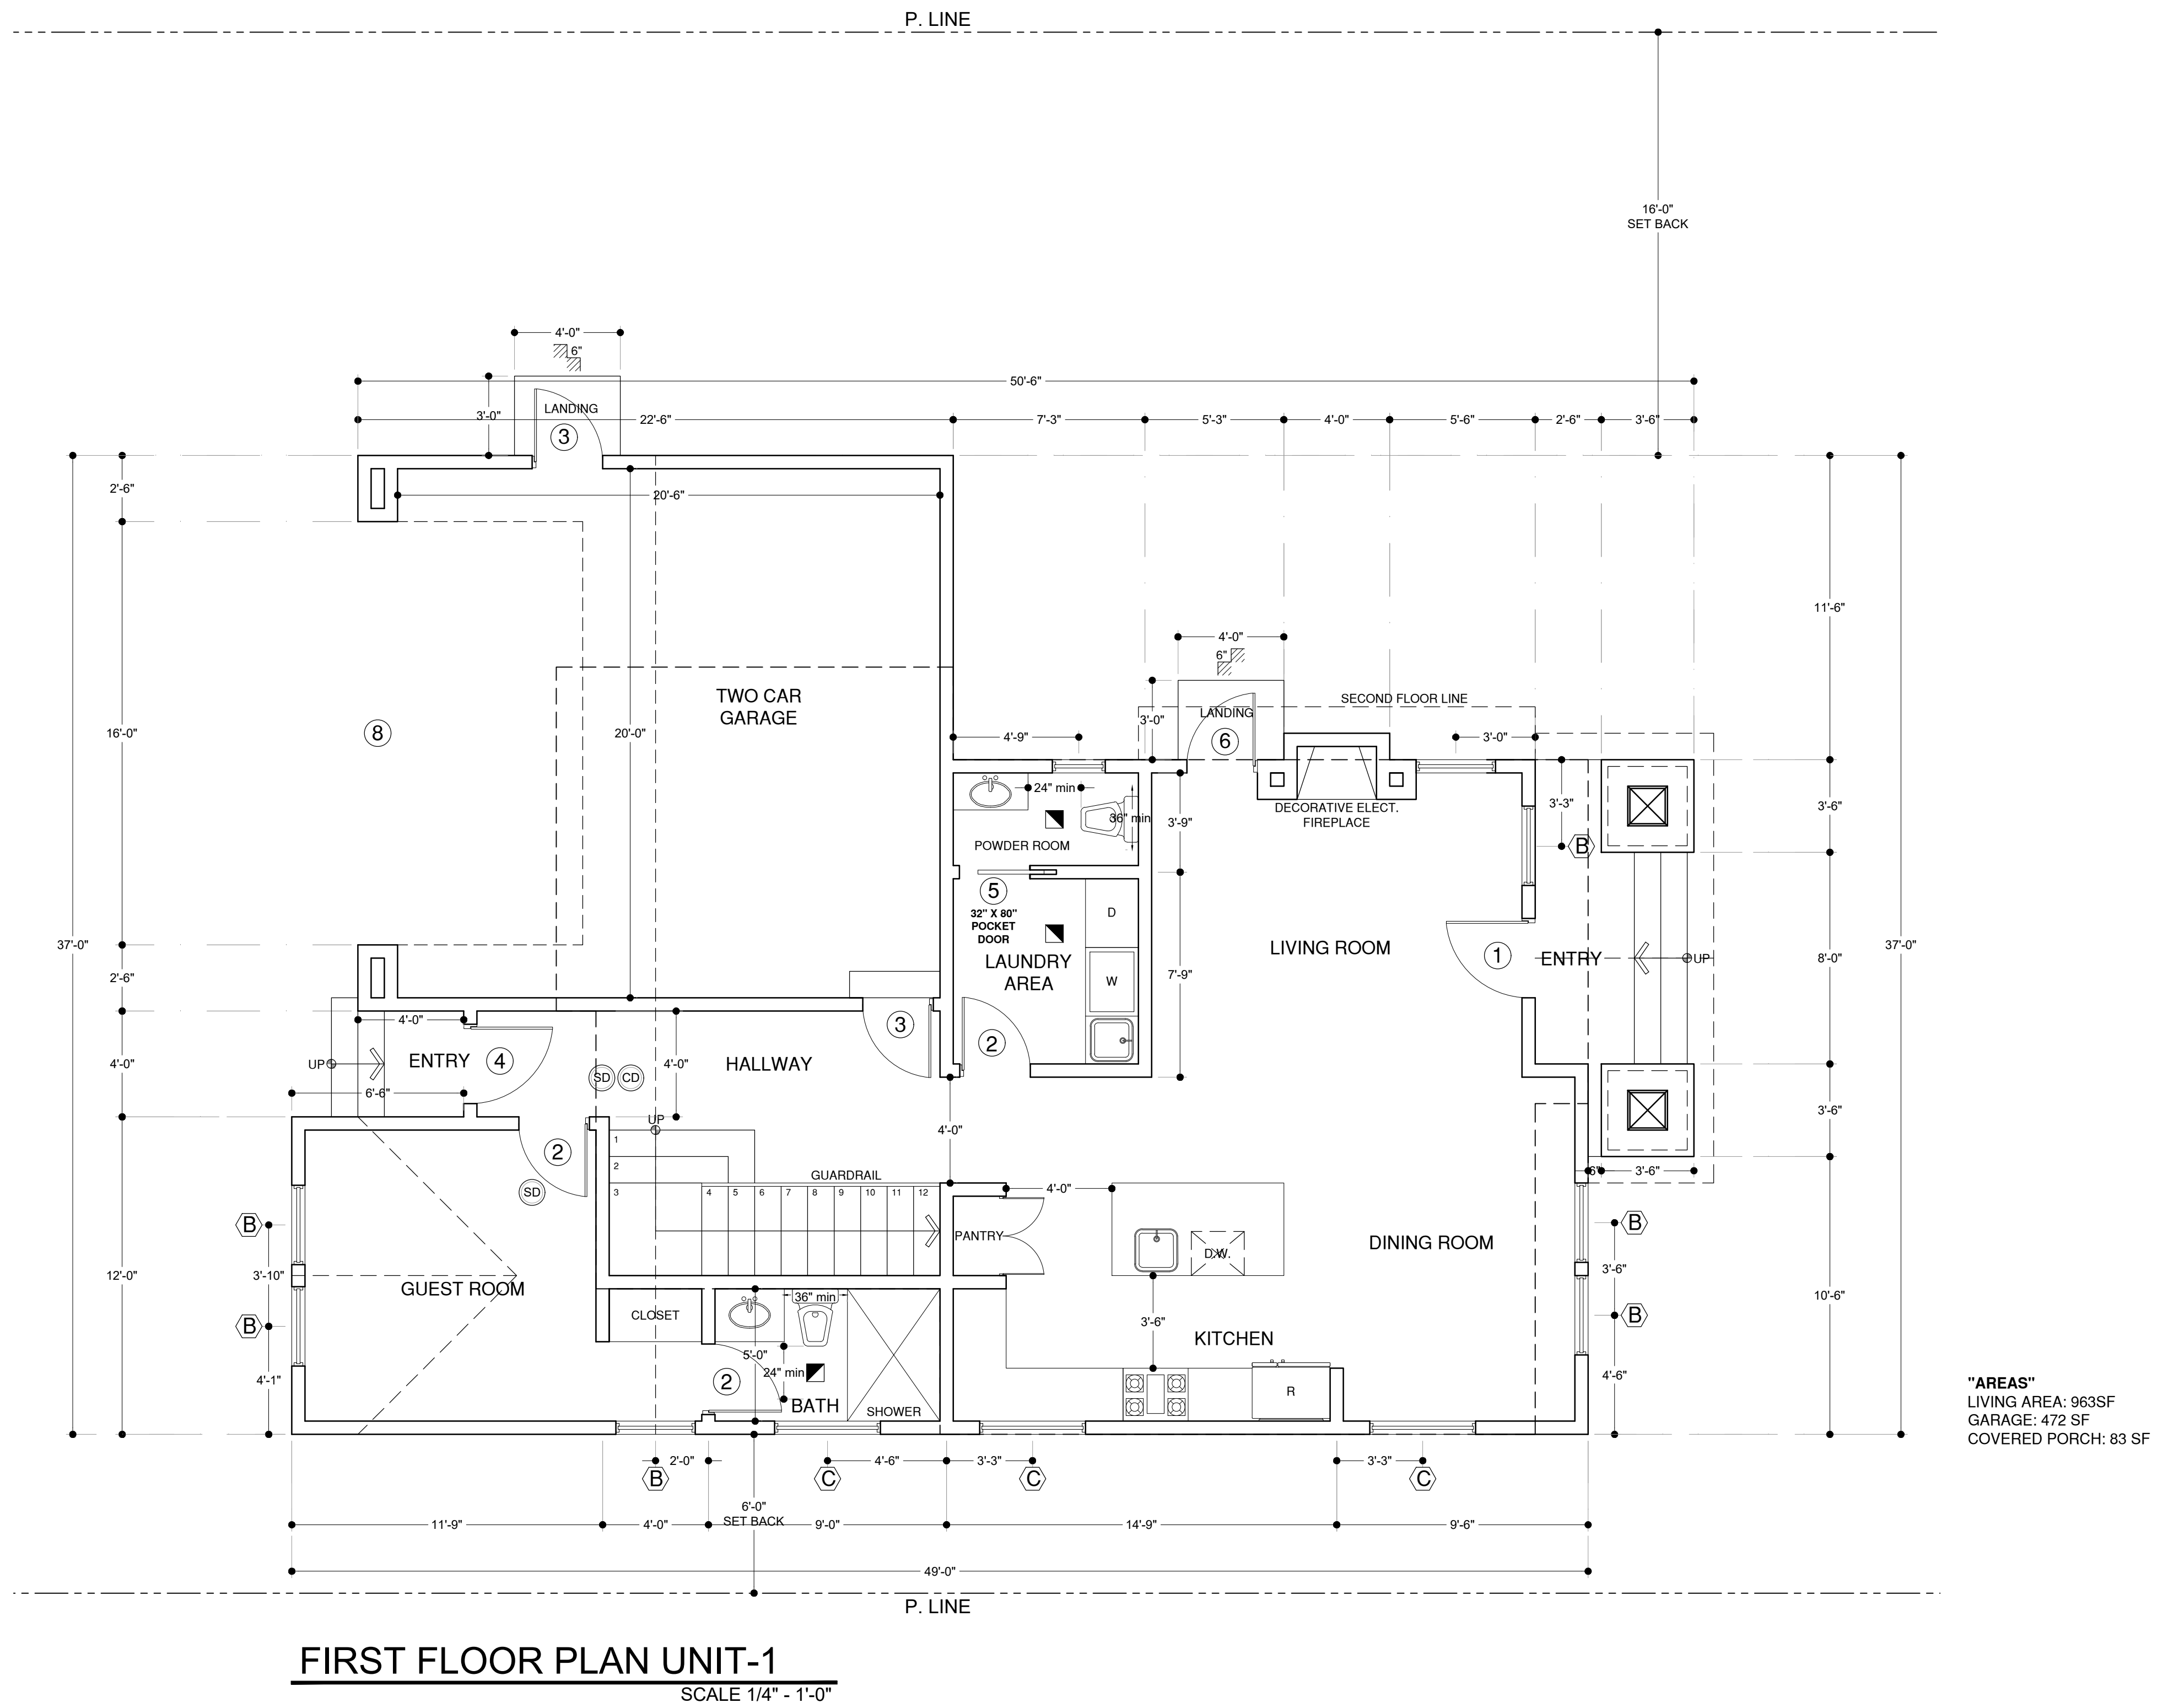 P. LINE
16'-0"
SET BACK
4'-0"
6"
50'-6"
3'-0"
LANDING
3
22'-6"
7'-3"
5'-3"
4'-0"
5'-6"
2'-6"
3'-6"
2'-6"
20'-6"
11'-6"
4'-0"
6"
TWO CAR
GARAGE
SECOND FLOOR LINE
3'-0"
LANDING
6
8
16'-0"
20'-0"
4'-9"
3'-0"
24" min
36" min
3'-9"
DECORATIVE ELECT.
FIREPLACE
3'-3"
B
3'-6"
POWDER ROOM
5
32" X 80"
POCKET
DOOR
D
37'-0"
LIVING ROOM
1
ENTRY
UP
8'-0"
37'-0"
LAUNDRY
AREA
W
7'-9"
2'-6"
4'-0"
3
2
UP
ENTRY
4
4'-0"
HALLWAY
4'-0"
SD
CD
6'-6"
UP
4'-0"
3'-6"
2
1
2
3
4
5
6
7
8
9
10
11
12
GUARDRAIL
4'-0"
6"
3'-6"
SD
B
PANTRY
D.W.
DINING ROOM
B
12'-0"
3'-10"
GUEST ROOM
3'-6"
10'-6"
B
CLOSET
36" min
3'-6"
KITCHEN
B
4'-1"
5'-0"
24" min
2
BATH
SHOWER
R
4'-6"
"AREAS"
LIVING AREA: 963SF
GARAGE: 472 SF
COVERED PORCH: 83 SF
2'-0"
4'-6"
3'-3"
3'-3"
B
C
C
C
6'-0"
SET BACK
11'-9"
4'-0"
9'-0"
14'-9"
9'-6"
49'-0"
P. LINE
FIRST FLOOR PLAN UNIT-1
SCALE 1/4" - 1'-0"